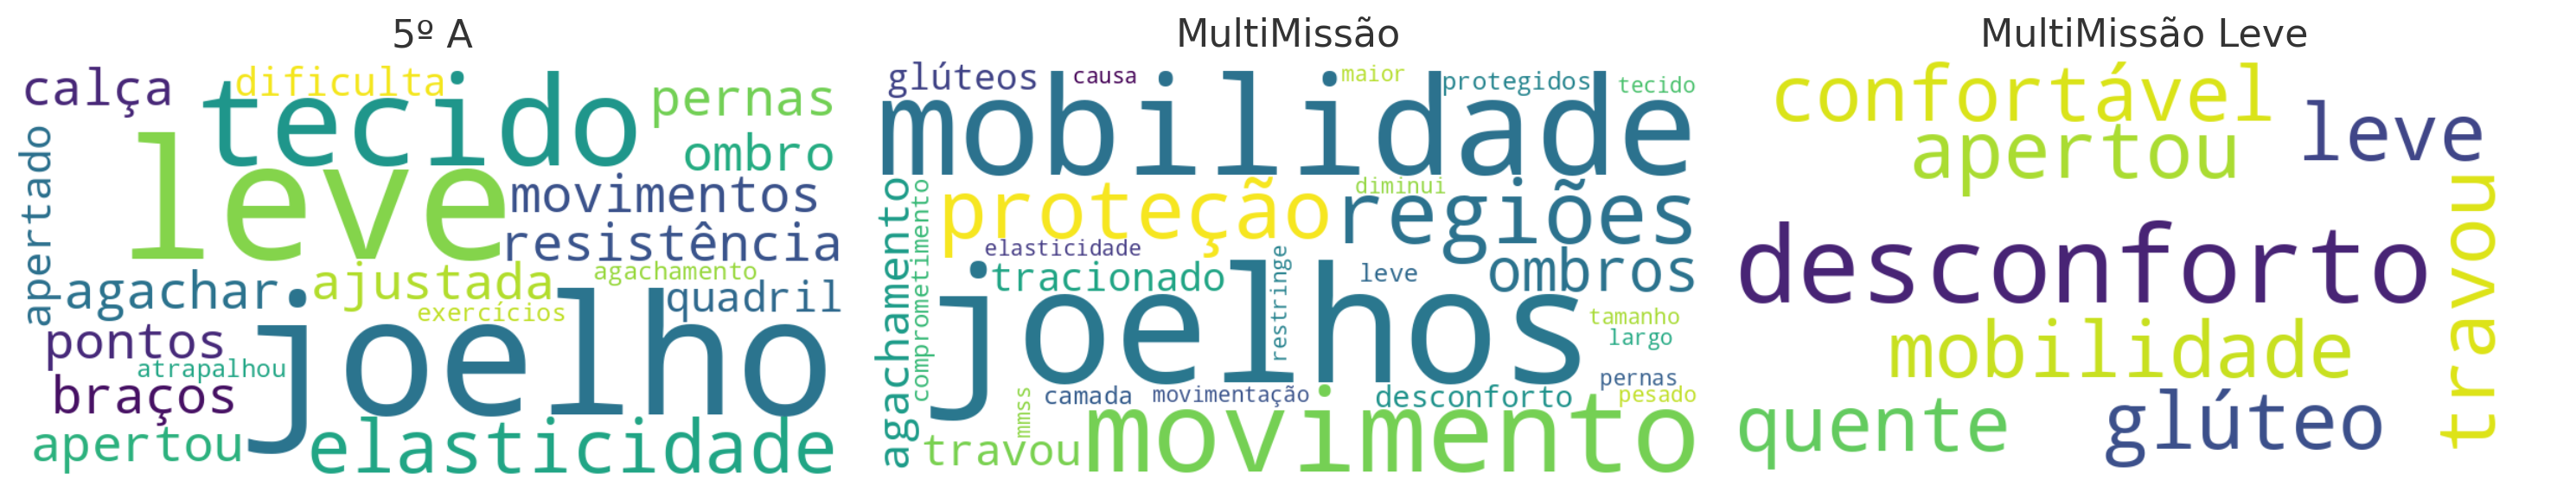 5º A
calça
dificulta
tecido
pernas
ombro
apertado
leve
movimentos
resistência
agachar
ajustada
agachamento
quadril
exercícios
pontos
joelho
atrapalhou
braços
apertou
elasticidade
MultiMissão
glúteos
causa
maior
protegidos
tecido
mobilidade
agachamento
comprometimento
proteção
diminui
regiões
elasticidade
tracionado
restringe
leve
ombros
joelhos
tamanho
largo
pernas
camada
movimentação
desconforto
pesado
mmss
travou
movimento
MultiMissão Leve
confortável
leve
apertou
travou
desconforto
mobilidade
quente
glúteo